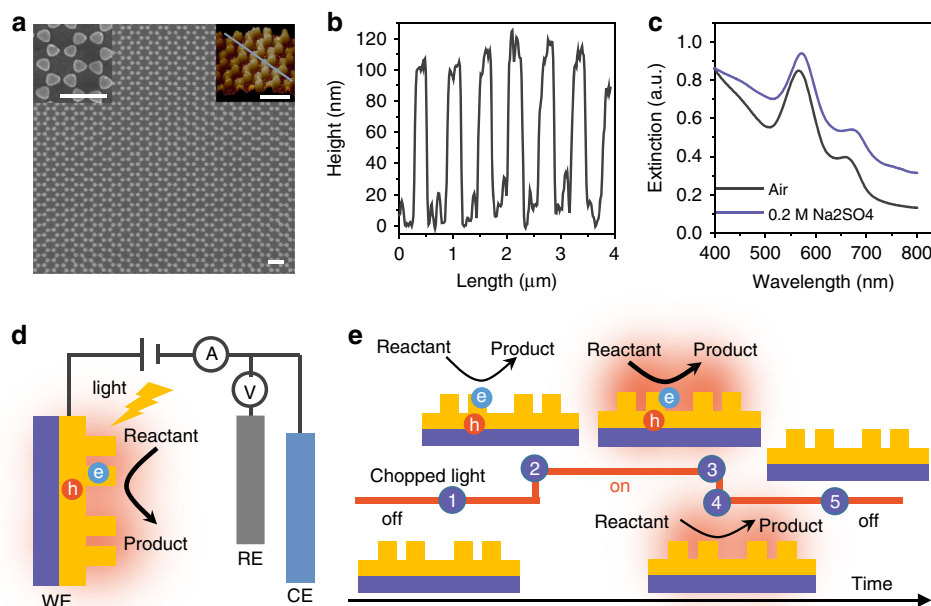 a
b
Height (nm)
120
100
80
60
40
20
0
0 1 2 3 4
Length (μm)
c
Extinction (a.u.)
1.0
0.8
0.6
0.4
0.2
0.0
Air
0.2 M Na2SO4
400 500 600 700 800
Wavelength (nm)
d
A
V
light
Reactant
e
h
Product
WE
RE
CE
e
Reactant Product
e
h
Reactant Product
e
h
Chopped light
1 2 3 4 5
off on off
Reactant Product
Time